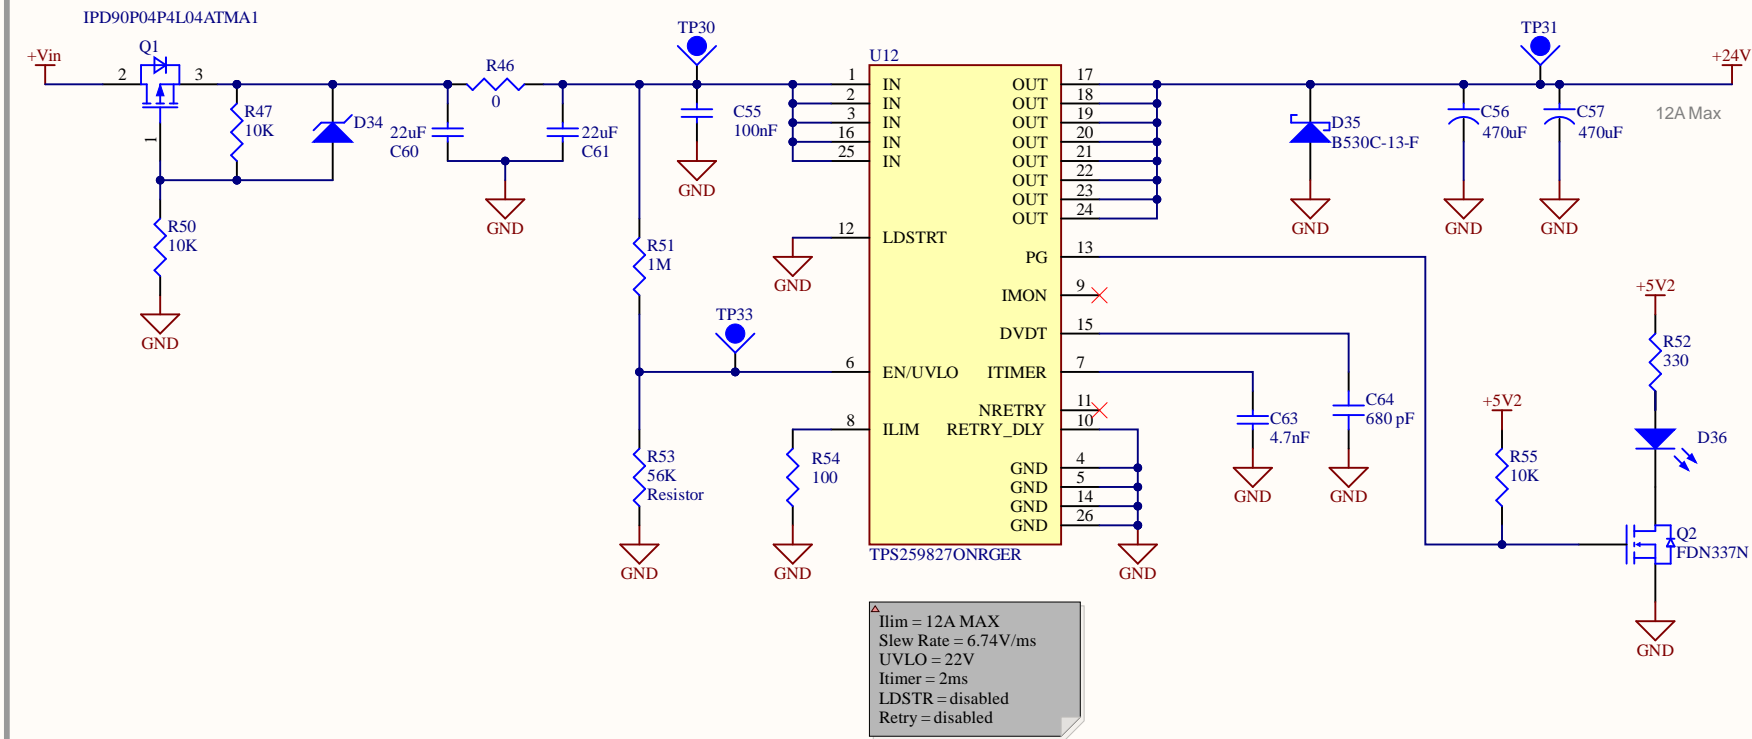 IPD90P04P4L04ATMA1
+Vin
Q1
2
3
1
R47
10K
D34
R50
10K
GND
R46
0
22uF
C60
22uF
C61
GND
TP30
C55
100nF
GND
R51
1M
TP33
R53
56K
Resistor
GND
R54
100
GND
GND
U12
1 IN
2 IN
3 IN
16 IN
25 IN
12 LDSTRT
6 EN/UVLO
8 ILIM
OUT 17
OUT 18
OUT 19
OUT 20
OUT 21
OUT 22
OUT 23
OUT 24
PG 13
IMON 9
DVDT 15
ITIMER 7
NRETRY 11
RETRY_DLY 10
GND 4
GND 5
GND 14
GND 26
TPS259827ONRGER
GND
C63
4.7nF
GND
C64
680 pF
GND
D35
B530C-13-F
GND
TP31
C56
470uF
GND
C57
470uF
GND
+24V
12A Max
+5V2
R52
330
D36
+5V2
R55
10K
Q2
FDN337N
GND
Ilim = 12A MAX
Slew Rate = 6.74V/ms
UVLO = 22V
Itimer = 2ms
LDSTR = disabled
Retry = disabled